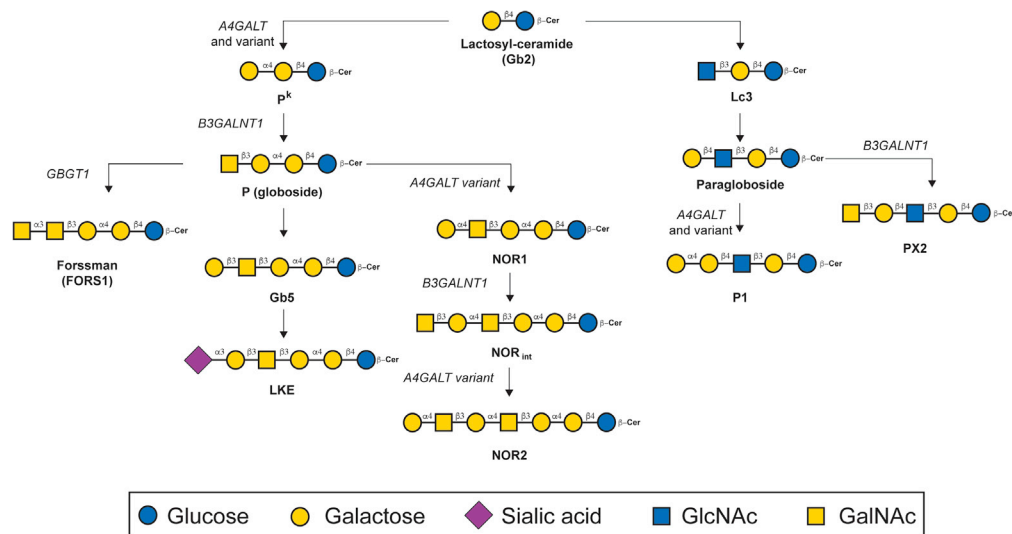 A4GALT
and variant
β4
β–Cer
Lactosyl-ceramide
(Gb2)
α4 β4 β–Cer
Pk
β3 β4 β–Cer
Lc3
B3GALNT1
β3 α4 β4 β–Cer
P (globoside)
β4 β3 β4 β–Cer
Paragloboside
B3GALNT1
GBGT1
A4GALT variant
α3 β3 α4 β4 β–Cer
Forssman
(FORS1)
α4 β3 α4 β4 β–Cer
NOR1
A4GALT
and variant
β3 β4 β3 β4 β–Cer
PX2
β3 β3 α4 β4 β–Cer
Gb5
B3GALNT1
α4 β4 β3 β4 β–Cer
P1
β3 α4 β3 α4 β4 β–Cer
NOR int
α3 β3 β3 α4 β4 β–Cer
LKE
A4GALT variant
α4 β3 α4 β3 α4 β4 β–Cer
NOR2
Glucose Galactose Sialic acid GlcNAc GalNAc